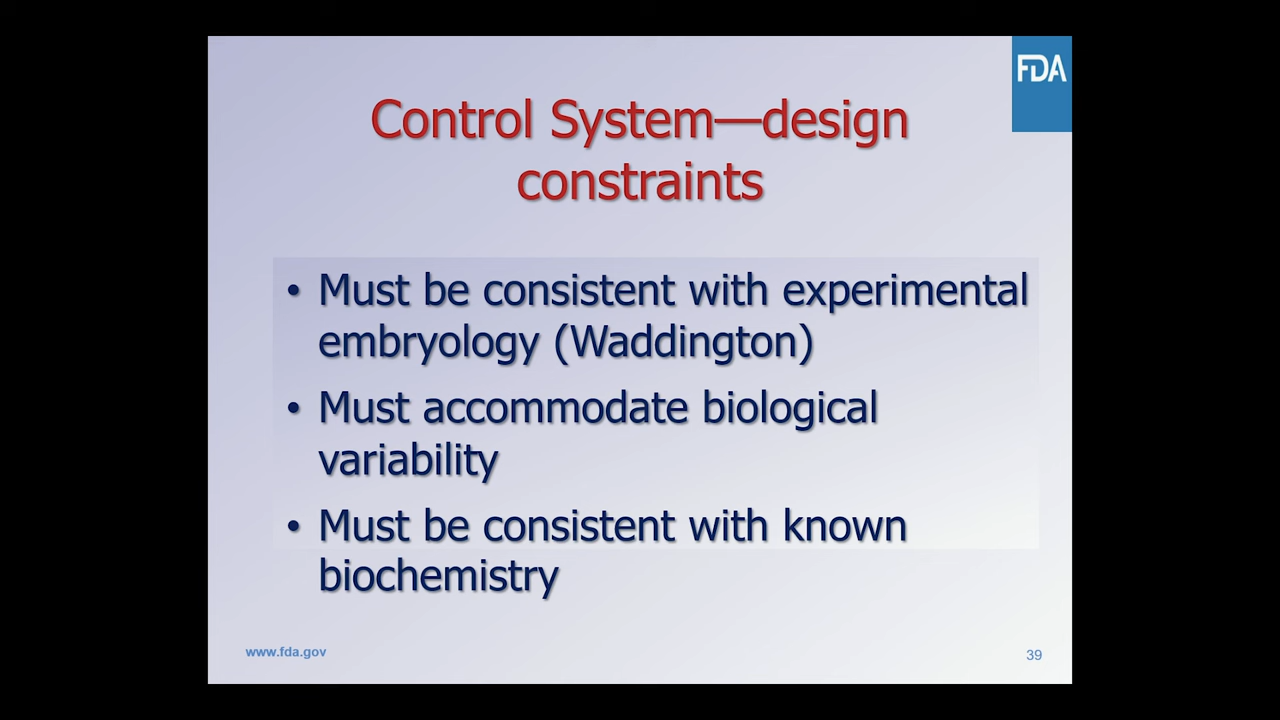 FDA
Control System—design
constraints
• Must be consistent with experimental
embryology (Waddington)
• Must accommodate biological
variability
• Must be consistent with known
biochemistry
www.fda.gov
39